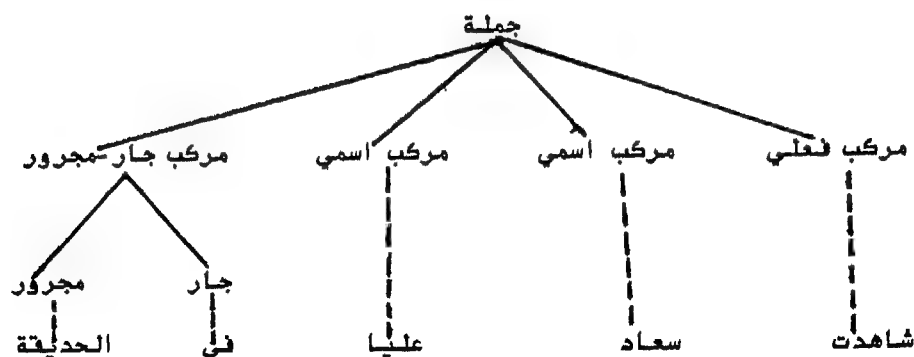 جملة
مركب فعلي مركب اسمي مركب اسمي مركب جار-مجرور
جار مجرور
شاهدت سعاد عليا في الحديقة